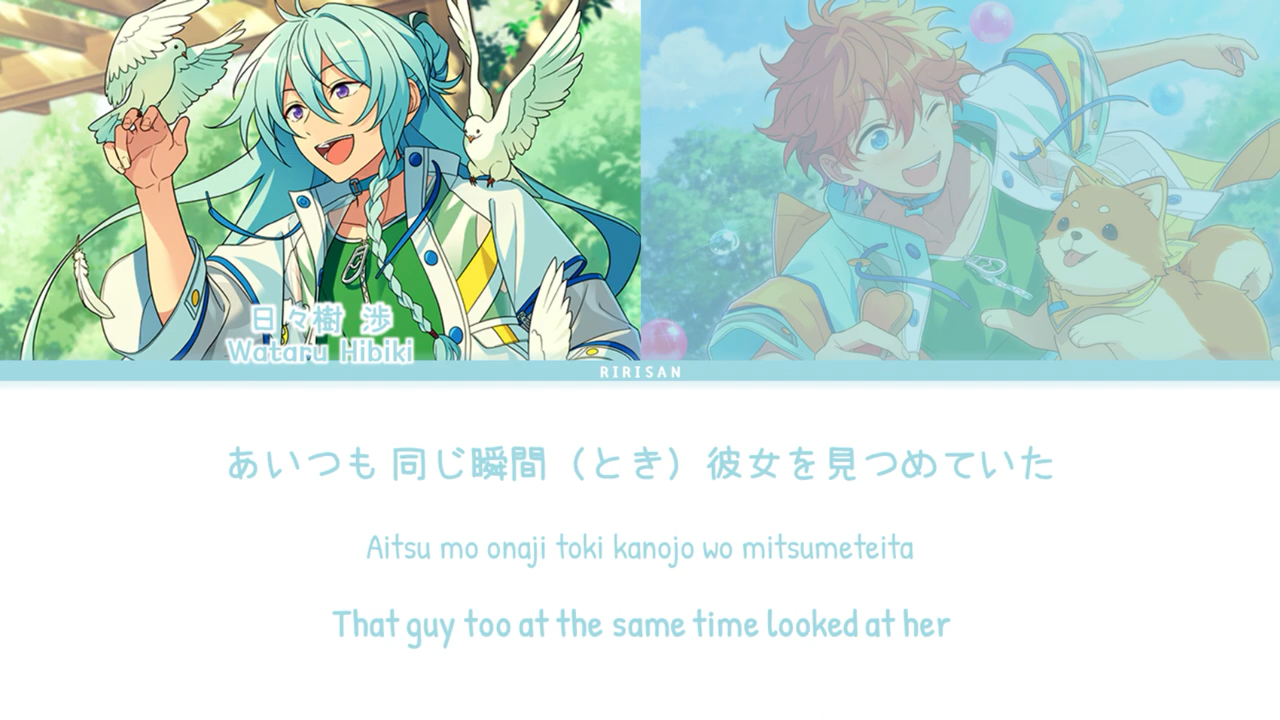 日々樹 渉
Wataru Hibiki
RIRISAN
あいつも 同じ瞬間（とき）彼女を見つめていた
Aitsu mo onaji toki kanojo wo mitsumeteita
That guy too at the same time looked at her